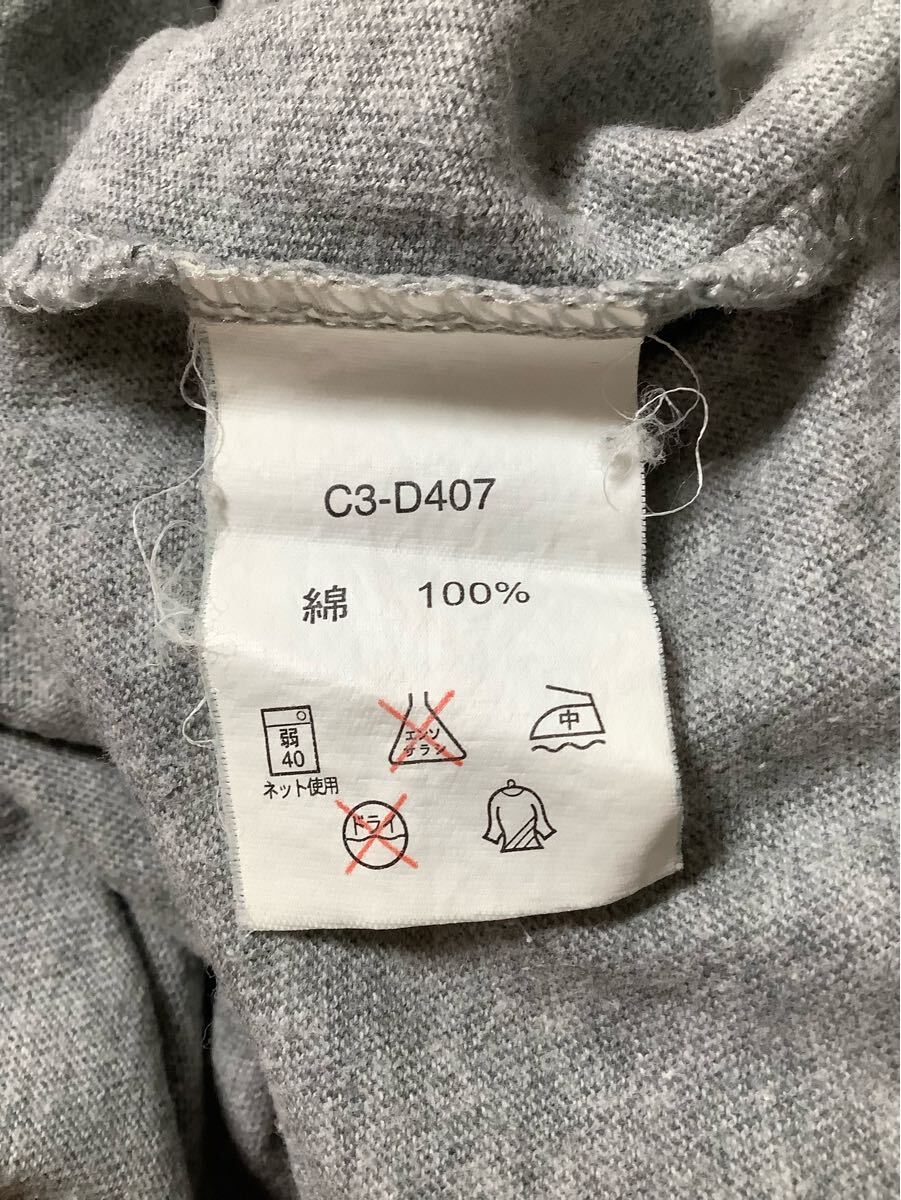 C3-D407
綿 100%
弱
40
ネット使用
エンソ
サラシ
中
ドライ